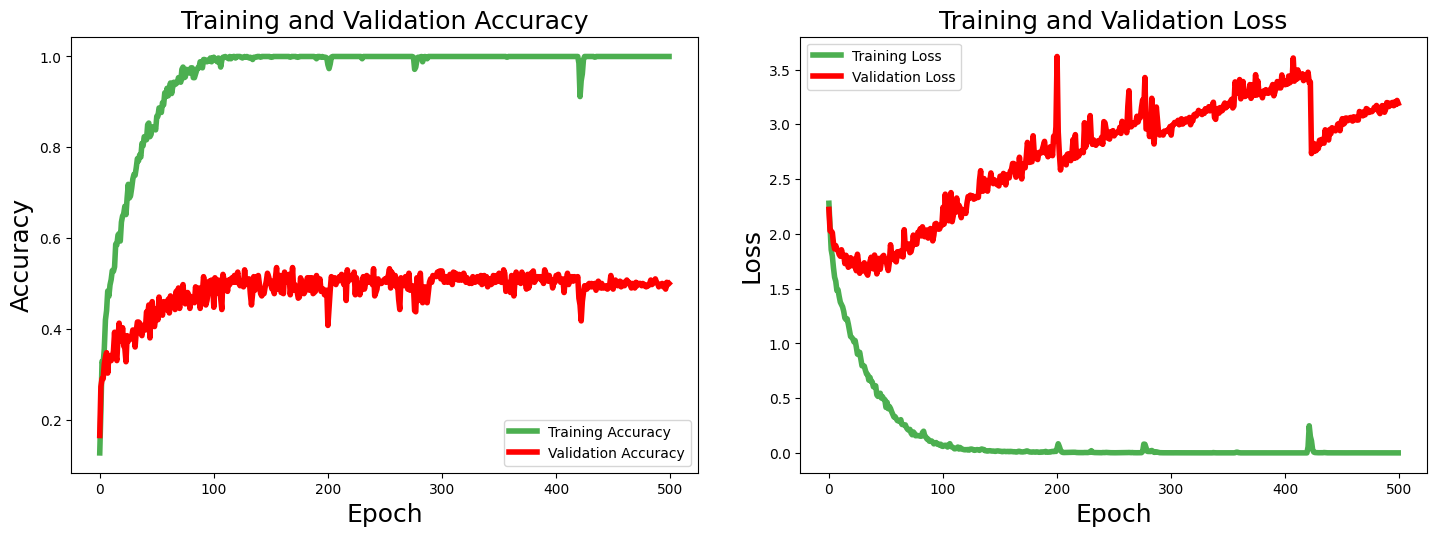 Training and Validation Accuracy
Accuracy
1.0
0.8
0.6
0.4
0.2
Training Accuracy
Validation Accuracy
0
100
200
300
400
500
Epoch
Training and Validation Loss
Training Loss
Validation Loss
Loss
3.5
3.0
2.5
2.0
1.5
1.0
0.5
0.0
0
100
200
300
400
500
Epoch